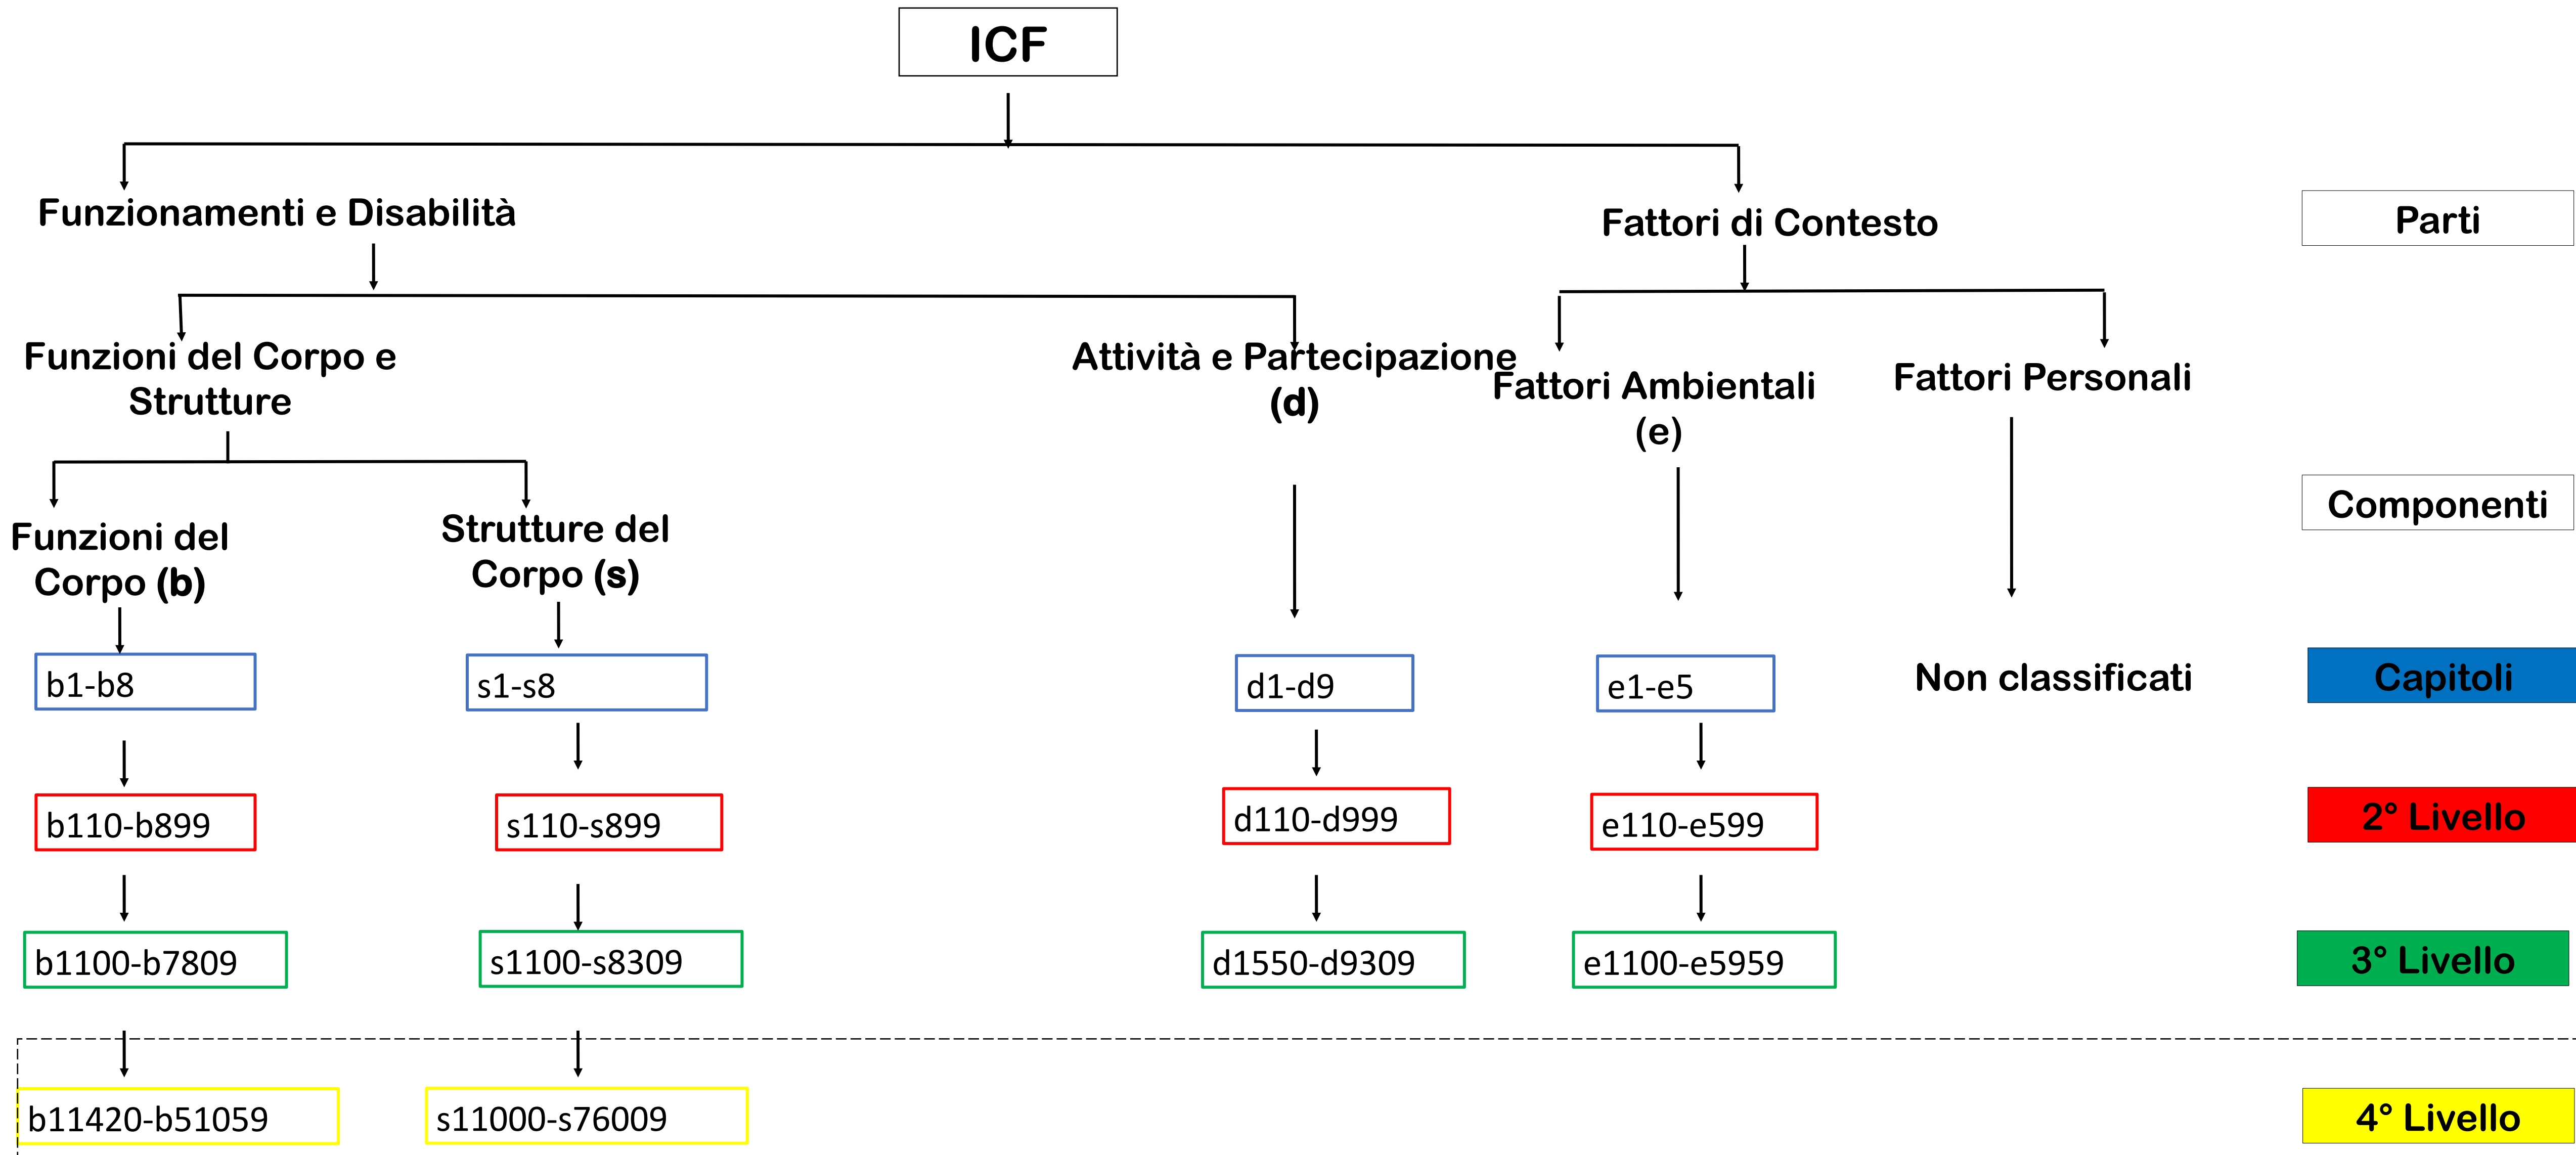 ICF
Funzionamenti e Disabilità
Fattori di Contesto
Parti
Funzioni del Corpo e
Strutture
Attività e Partecipazione
(d)
Fattori Ambientali
(e)
Fattori Personali
Componenti
Funzioni del
Corpo (b)
Strutture del
Corpo (s)
b1-b8
s1-s8
d1-d9
e1-e5
Non classificati
Capitoli
b110-b899
s110-s899
d110-d999
e110-e599
2° Livello
b1100-b7809
s1100-s8309
d1550-d9309
e1100-e5959
3° Livello
b11420-b51059
s11000-s76009
4° Livello